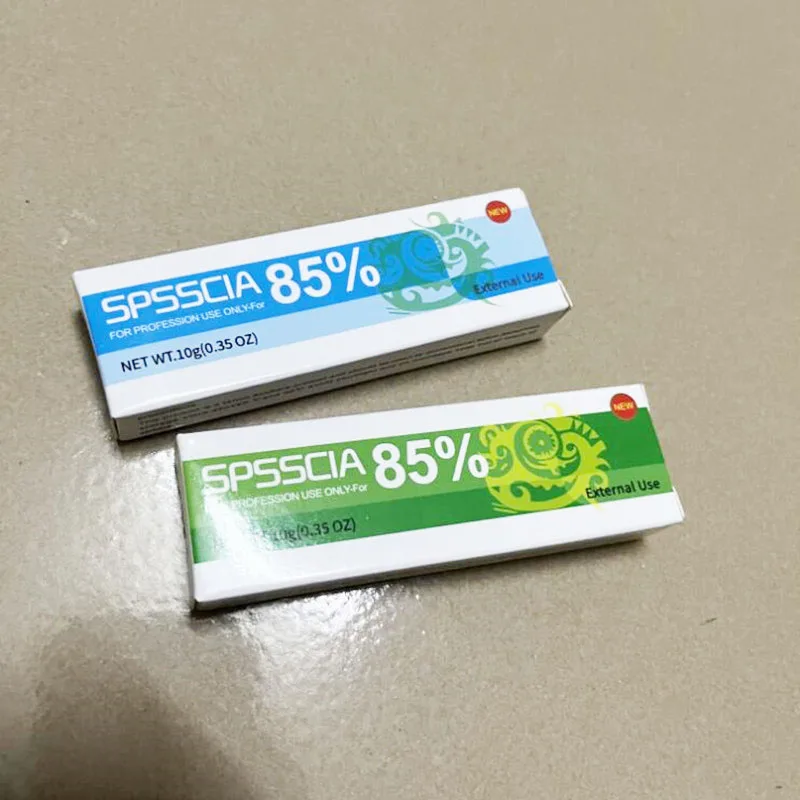 NEW
SPSSCIA 85%
External Use
FOR PROFESSION USE ONLY-For
NET WT.10g(0.35 OZ)
NEW
SPSSCIA 85%
External Use
PROFESSION USE ONLY-For
10g(0.35 OZ)